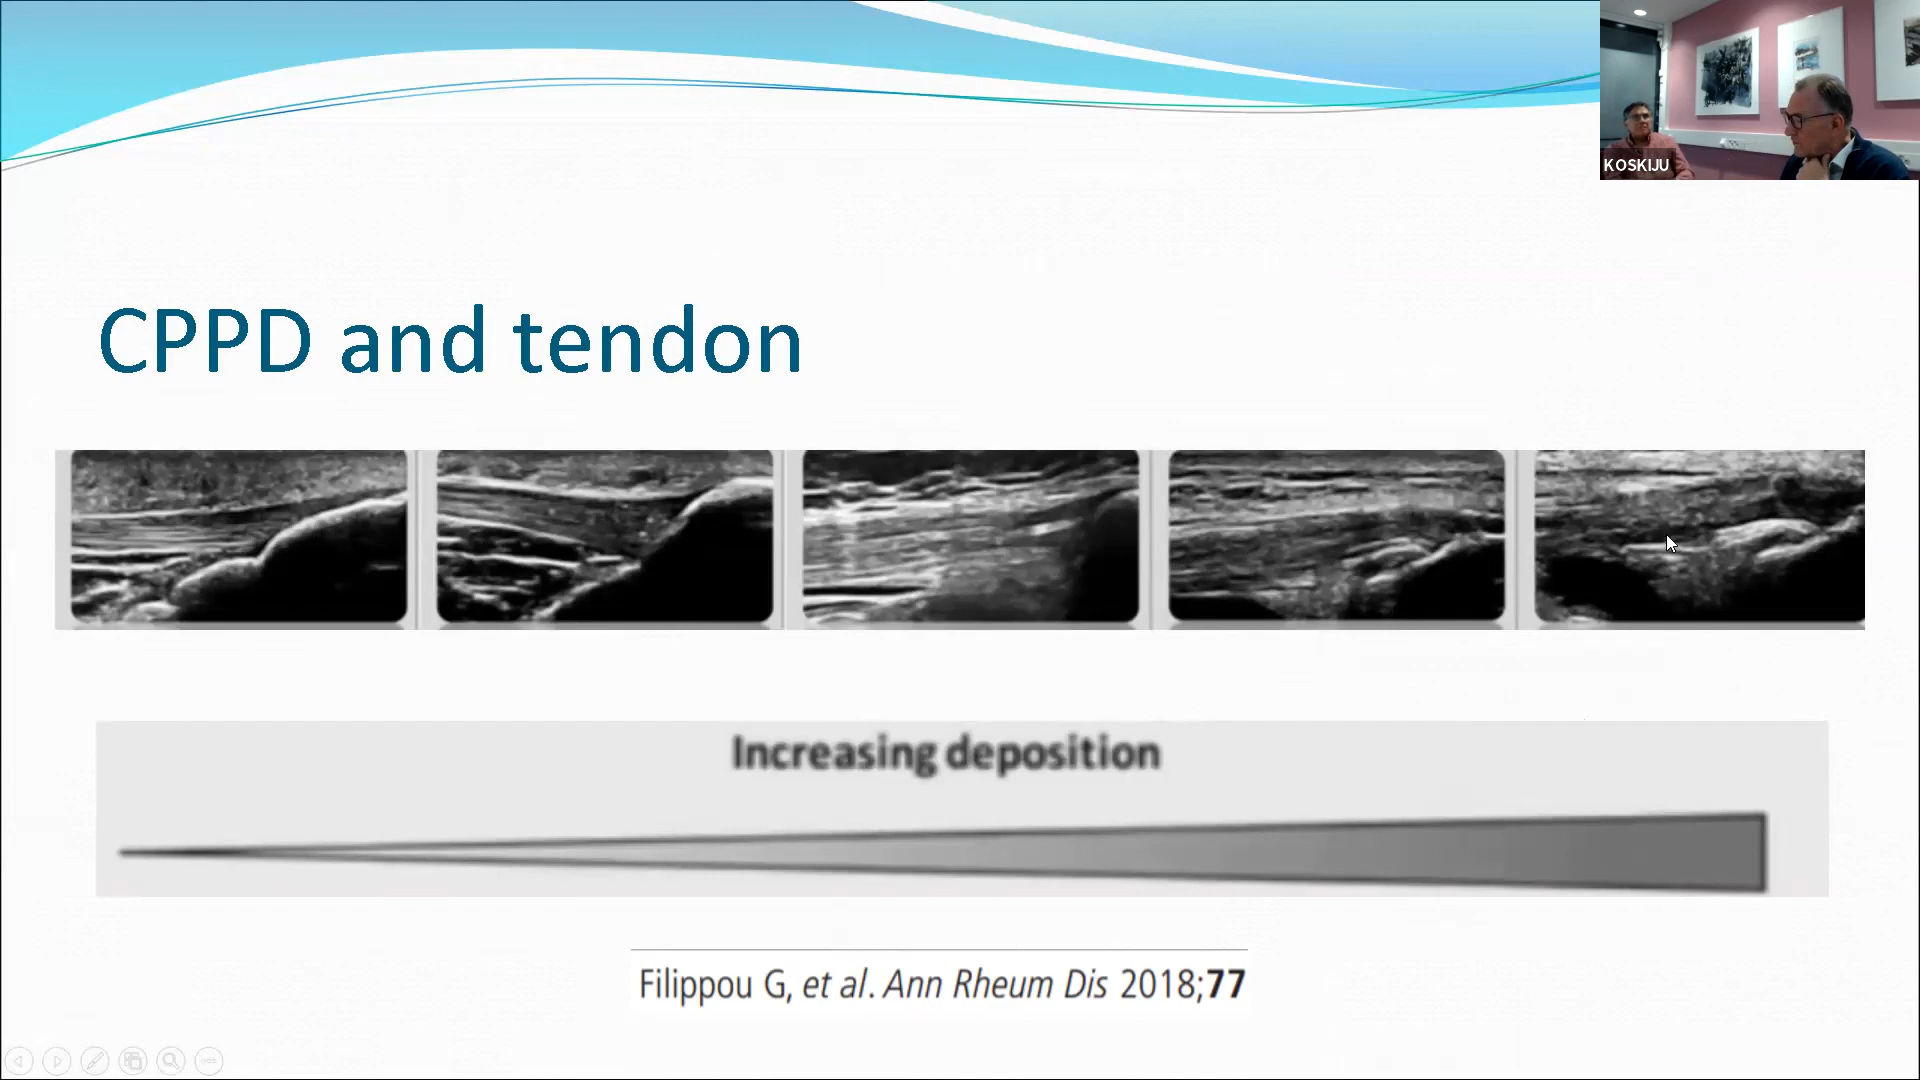 KOSKIJU
CPPD and tendon
Increasing deposition
Filippou G, et al. Ann Rheum Dis 2018;77